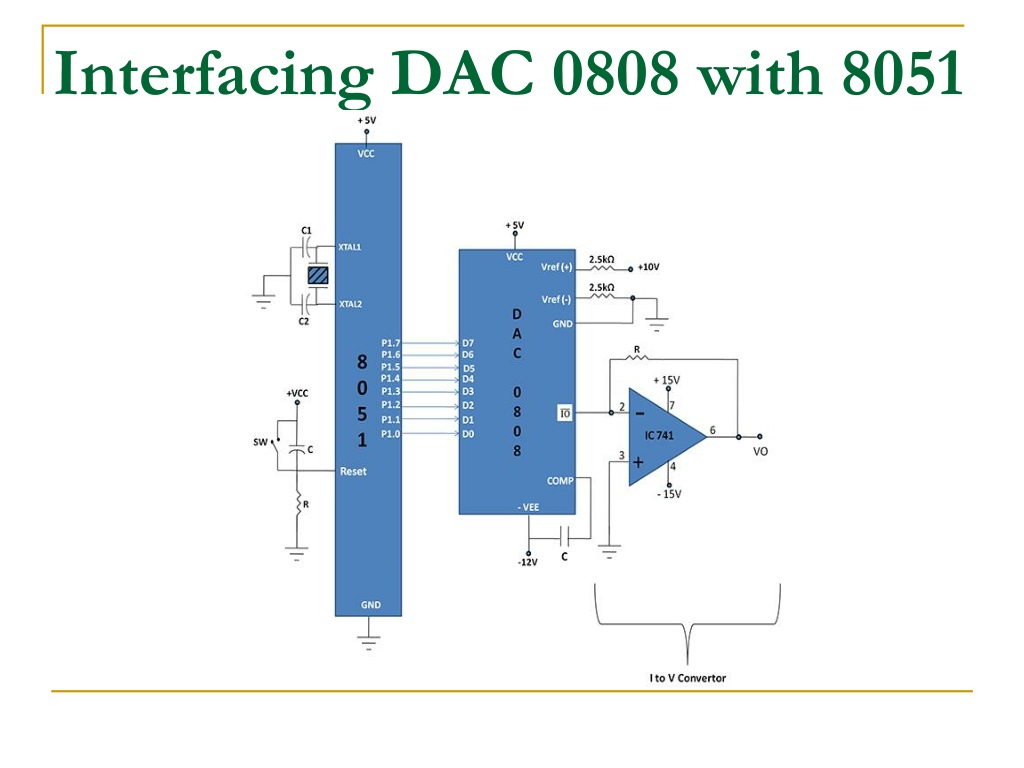 Interfacing DAC 0808 with 8051
+ 5V
VCC
C1
XTAL1
XTAL2
C2
+ 5V
VCC
Vref (+)
2.5kΩ
+10V
Vref (-)
2.5kΩ
GND
D
A
C
0
8
0
8
8
0
5
1
P1.7
P1.6
P1.5
P1.4
P1.3
P1.2
P1.1
P1.0
D7
D6
D5
D4
D3
D2
D1
D0
R
+ 15V
7
IO
2
-
IC 741
6
VO
3
+
4
- 15V
+VCC
SW
C
Reset
R
COMP
- VEE
-12V
C
GND
I to V Convertor